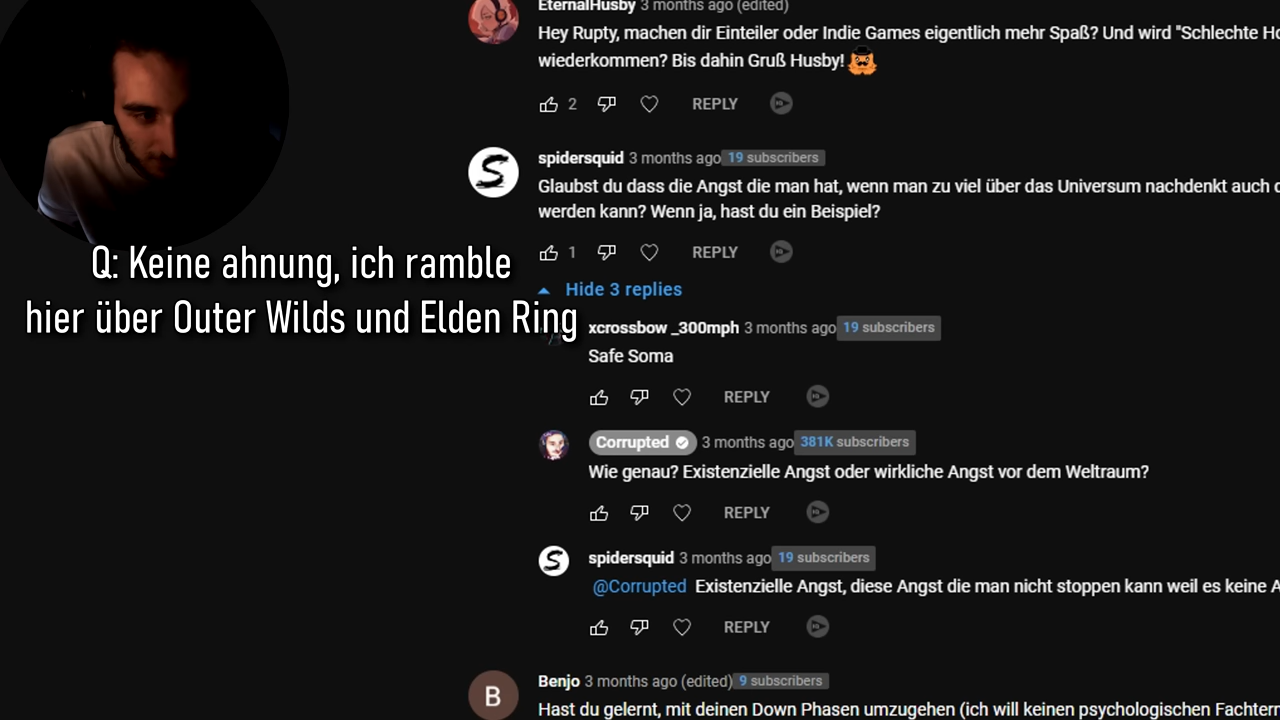 EternalHusby 3 months ago (edited)
Hey Rupty, machen dir Einteiler oder Indie Games eigentlich mehr Spaß? Und wird "Schlechte
wiederkommen? Bis dahin Gruß Husby!
2 REPLY
S
spidersquid 3 months ago 19 subscribers
Glaubst du dass die Angst die man hat, wenn man zu viel über das Universum nachdenkt auch
werden kann? Wenn ja, hast du ein Beispiel?
1 REPLY
Q: Keine ahnung, ich ramble
hier über Outer Wilds und Elden Ring
Hide 3 replies
xcrossbow _300mph 3 months ago 19 subscribers
Safe Soma
REPLY
Corrupted 3 months ago 381K subscribers
Wie genau? Existenzielle Angst oder wirkliche Angst vor dem Weltraum?
REPLY
S
spidersquid 3 months ago 19 subscribers
@Corrupted Existenzielle Angst, diese Angst die man nicht stoppen kann weil es keine
REPLY
B
Benjo 3 months ago (edited) 9 subscribers
Hast du gelernt, mit deinen Down Phasen umzugehen (ich will keinen psychologischen